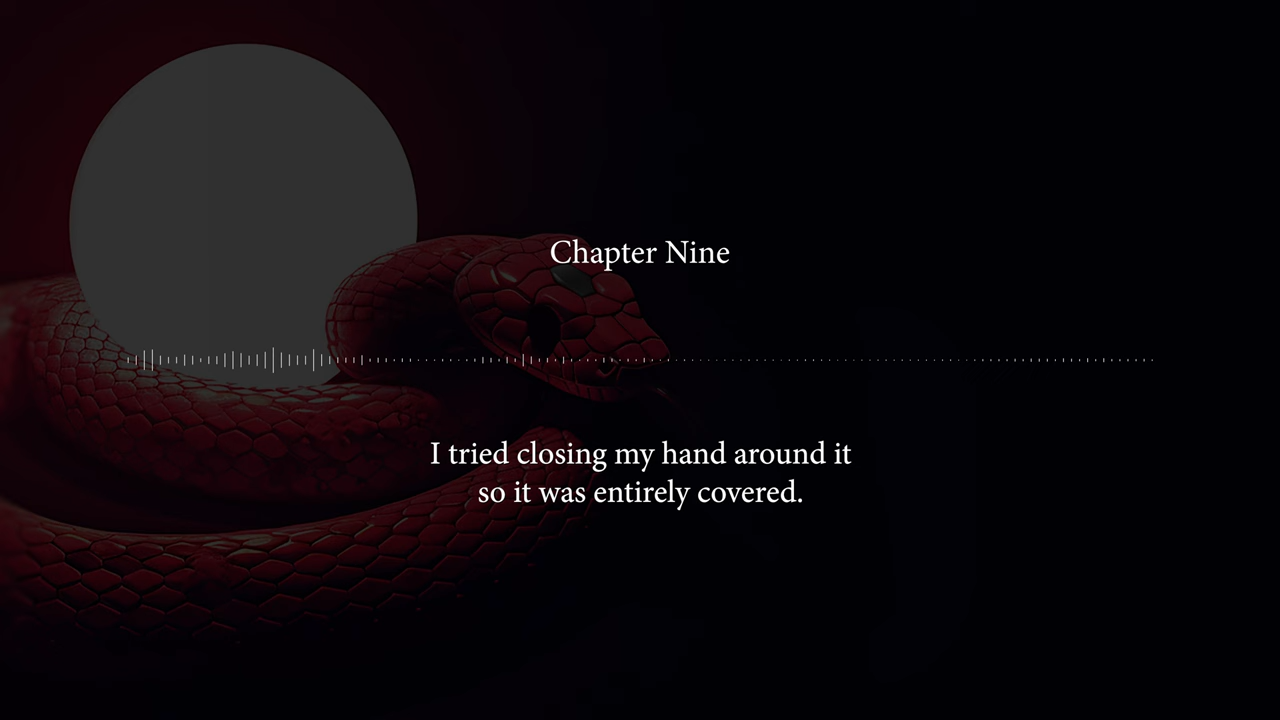 Chapter Nine
I tried closing my hand around it
so it was entirely covered.